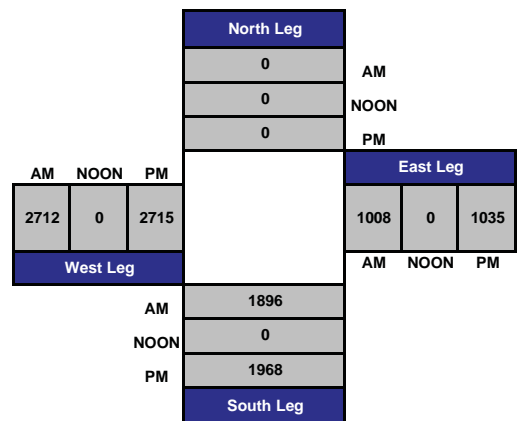 North Leg
0 AM
0 NOON
0 PM
East Leg
AM NOON PM
2712 0 2715
1008 0 1035
West Leg
AM NOON PM
AM 1896
NOON 0
PM 1968
South Leg